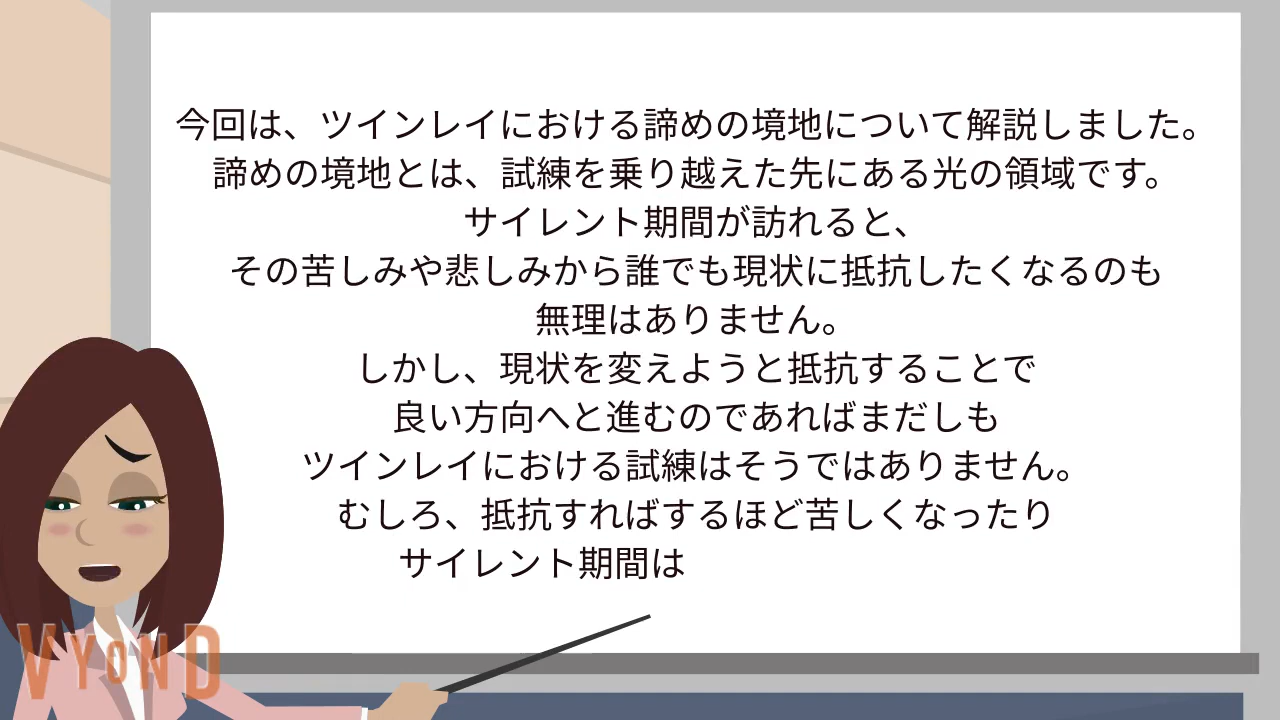 今回は、ツインレイにおける諦めの境地について解説しました。
諦めの境地とは、試練を乗り越えた先にある光の領域です。
サイレント期間が訪れると、
その苦しみや悲しみから誰でも現状に抵抗したくなるのも
無理はありません。
しかし、現状を変えようと抵抗することで
良い方向へと進むのであればまだしも
ツインレイにおける試練はそうではありません。
むしろ、抵抗すればするほど苦しくなったり
サイレント期間は
VYOND